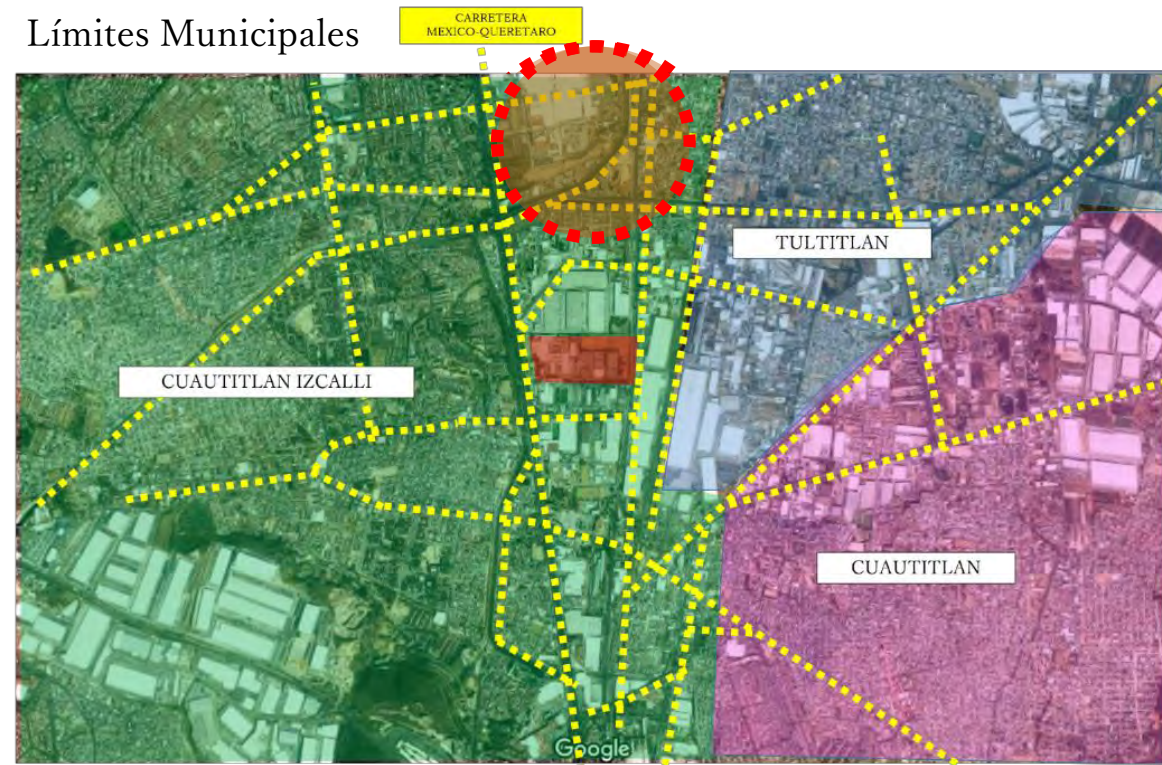 Límites Municipales
CARRETERA
MEXICO-QUERETARO
TULTITLAN
CUAUTITLAN IZCALLI
CUAUTITLAN
Google